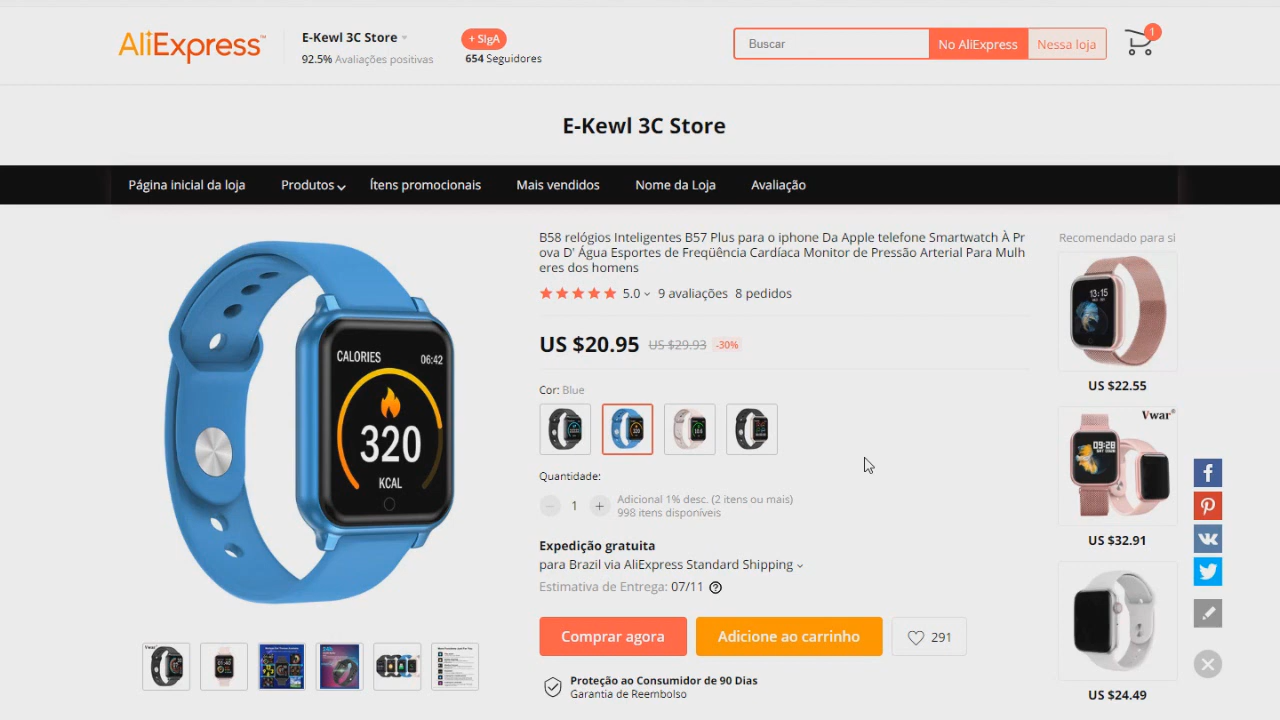 AliExpress™
E-Kewl 3C Store
92.5% Avaliações positivas
+ SIgA
654 Seguidores
Buscar
No AliExpress
Nessa loja
1
E-Kewl 3C Store
Página inicial da loja
Produtos
Ítens promocionais
Mais vendidos
Nome da Loja
Avaliação
CALORIES 06:42
320
KCAL
B58 relógios Inteligentes B57 Plus para o iphone Da Apple telefone Smartwatch À Pr
ova D' Água Esportes de Freqüência Cardíaca Monitor de Pressão Arterial Para Mulh
eres dos homens
5.0 9 avaliações 8 pedidos
US $20.95 US $29.93 -30%
Cor: Blue
Quantidade:
1
Adicional 1% desc. (2 itens ou mais)
998 itens disponíveis
Expedição gratuita
para Brazil via AliExpress Standard Shipping
Estimativa de Entrega: 07/11
Comprar agora
Adicione ao carrinho
291
Proteção ao Consumidor de 90 Dias
Garantia de Reembolso
Recomendado para si
13:15
US $22.55
Vwar®
09:28
US $32.91
US $24.49